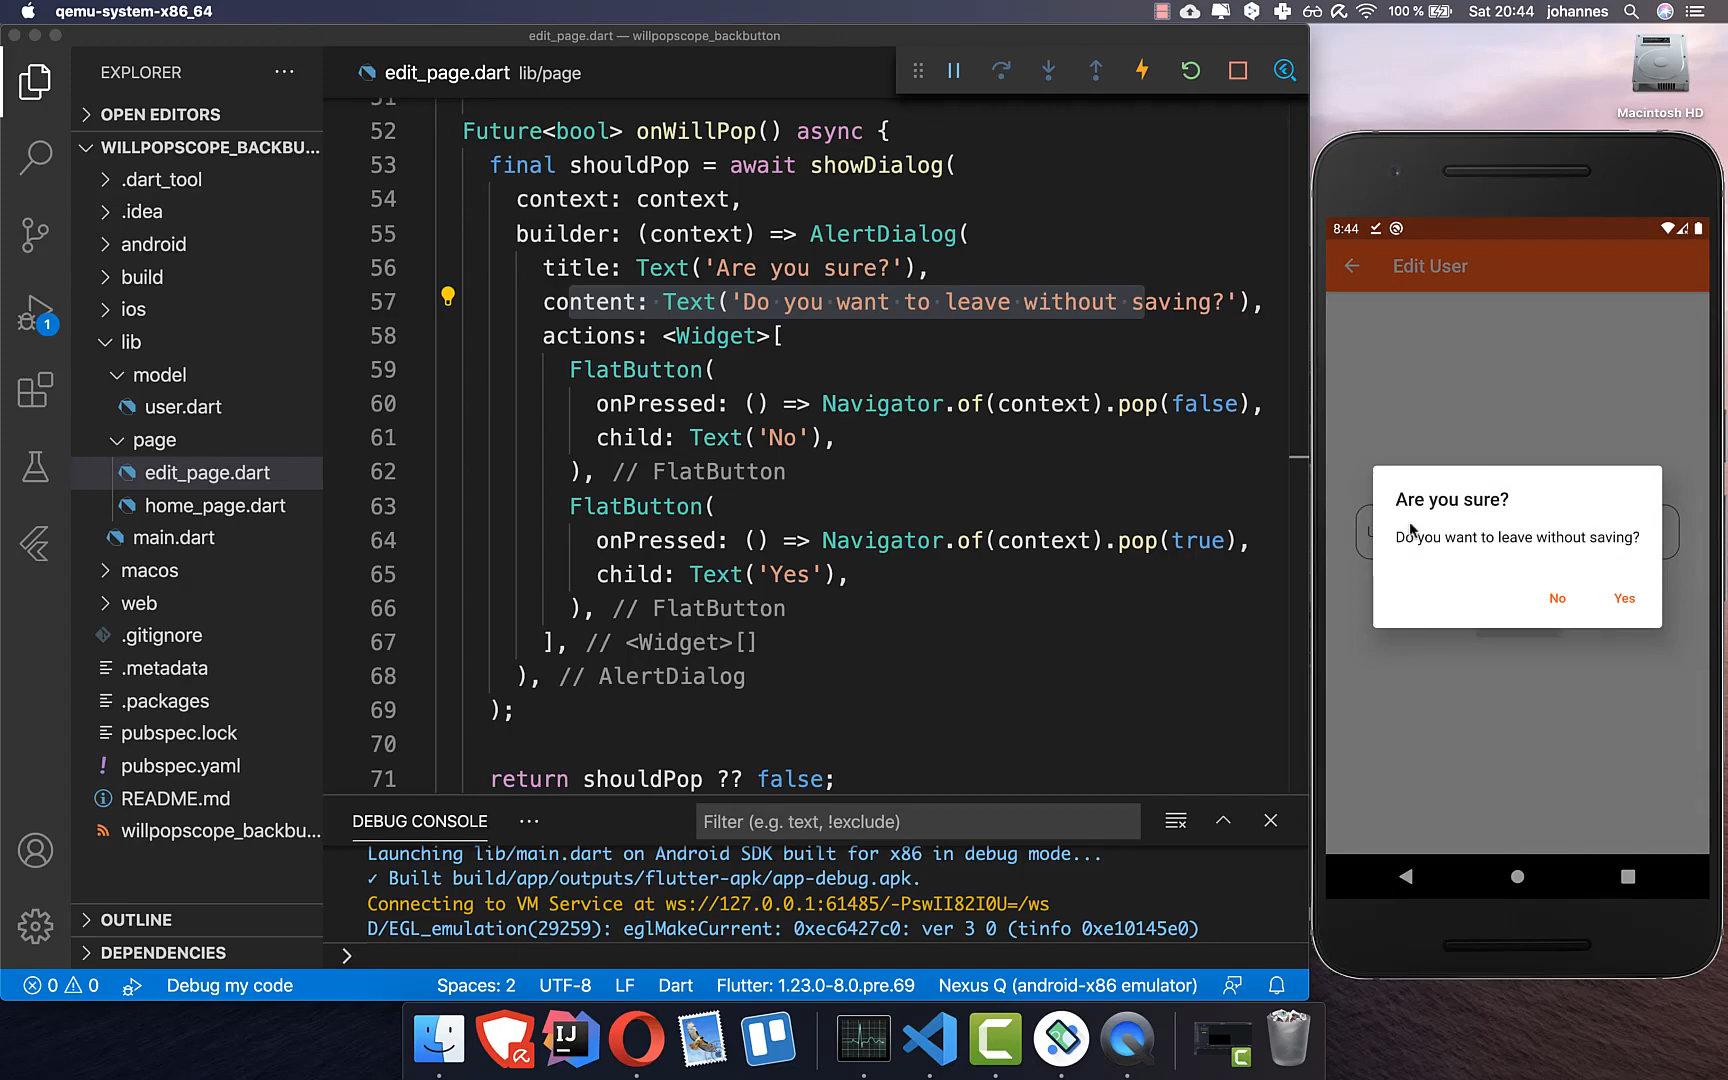 qemu-system-x86_64
100 %
Sat 20:44
johannes
edit_page.dart — willpopscope_backbutton
Macintosh HD
EXPLORER
OPEN EDITORS
WILLPOPSCOPE_BACKBU...
.dart_tool
.idea
android
build
ios
lib
model
user.dart
page
edit_page.dart
home_page.dart
main.dart
macos
web
.gitignore
.metadata
.packages
pubspec.lock
! pubspec.yaml
README.md
willpopscope_backbu...
OUTLINE
DEPENDENCIES
1
edit_page.dart lib/page
51
52 Future<bool> onWillPop() async {
53 final shouldPop = await showDialog(
54 context: context,
55 builder: (context) => AlertDialog(
56 title: Text('Are you sure?'),
57 content: Text('Do you want to leave without saving?'),
58 actions: <Widget>[
59 FlatButton(
60 onPressed: () => Navigator.of(context).pop(false),
61 child: Text('No'),
62 ), // FlatButton
63 FlatButton(
64 onPressed: () => Navigator.of(context).pop(true),
65 child: Text('Yes'),
66 ), // FlatButton
67 ], // <Widget>[]
68 ), // AlertDialog
69 );
70
71 return shouldPop ?? false;
DEBUG CONSOLE
Filter (e.g. text, !exclude)
Launching lib/main.dart on Android SDK built for x86 in debug mode...
✓ Built build/app/outputs/flutter-apk/app-debug.apk.
Connecting to VM Service at ws://127.0.0.1:61485/-PswII82I0U=/ws
D/EGL_emulation(29259): eglMakeCurrent: 0xec6427c0: ver 3 0 (tinfo 0xe10145e0)
0 0
Debug my code
Spaces: 2
UTF-8
LF
Dart
Flutter: 1.23.0-8.0.pre.69
Nexus Q (android-x86 emulator)
8:44
Edit User
Are you sure?
Do you want to leave without saving?
No
Yes
IJ